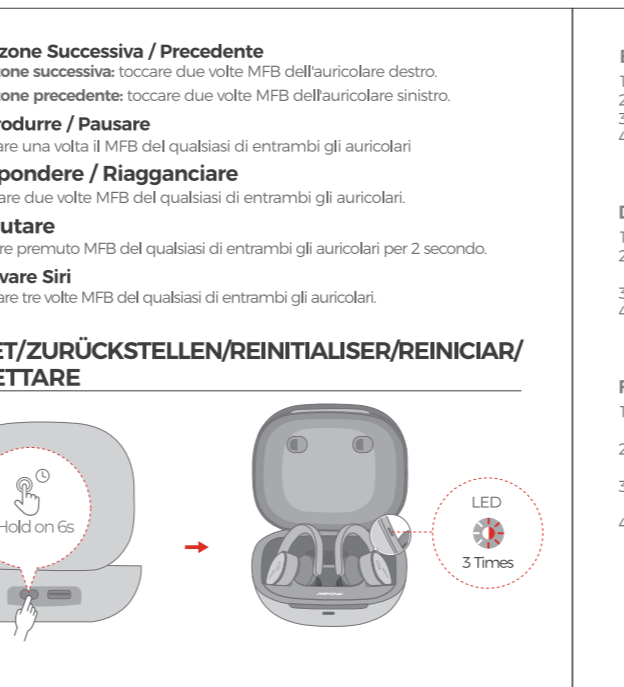 zone Successiva / Precedente
zone successiva: toccare due volte MFB dell'auricolare destro.
zone precedente: toccare due volte MFB dell'auricolare sinistro.
rodurre / Pausare
are una volta il MFB del qualsiasi di entrambi gli auricolari
pondere / Riagganciare
are due volte MFB del qualsiasi di entrambi gli auricolari.
utare
re premuto MFB del qualsiasi di entrambi gli auricolari per 2 secondo.
vare Siri
are tre volte MFB del qualsiasi di entrambi gli auricolari.
ET/ZURÜCKSTELLEN/REINITIALISER/REINICIAR/
ETTARE
Hold on 6s
LED
3 Times